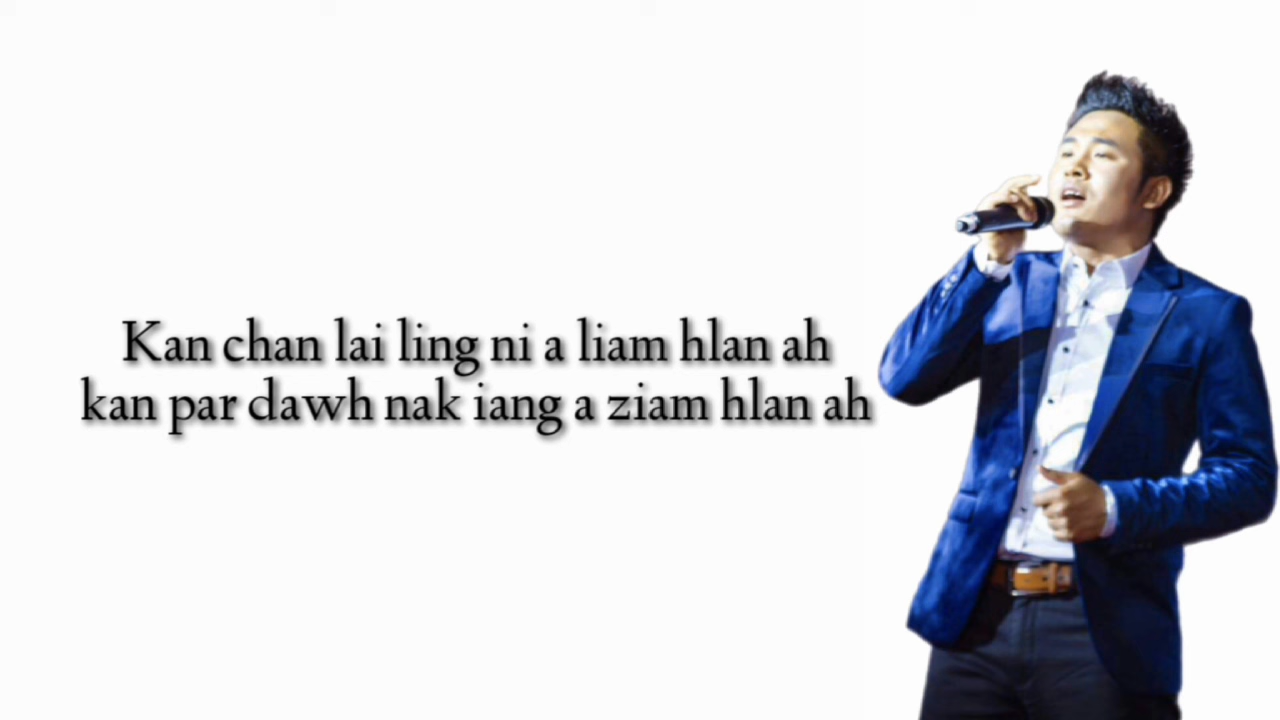 Kan chan lai ling ni a liam hlan ah
kan par dawh nak iang a ziam hlan ah